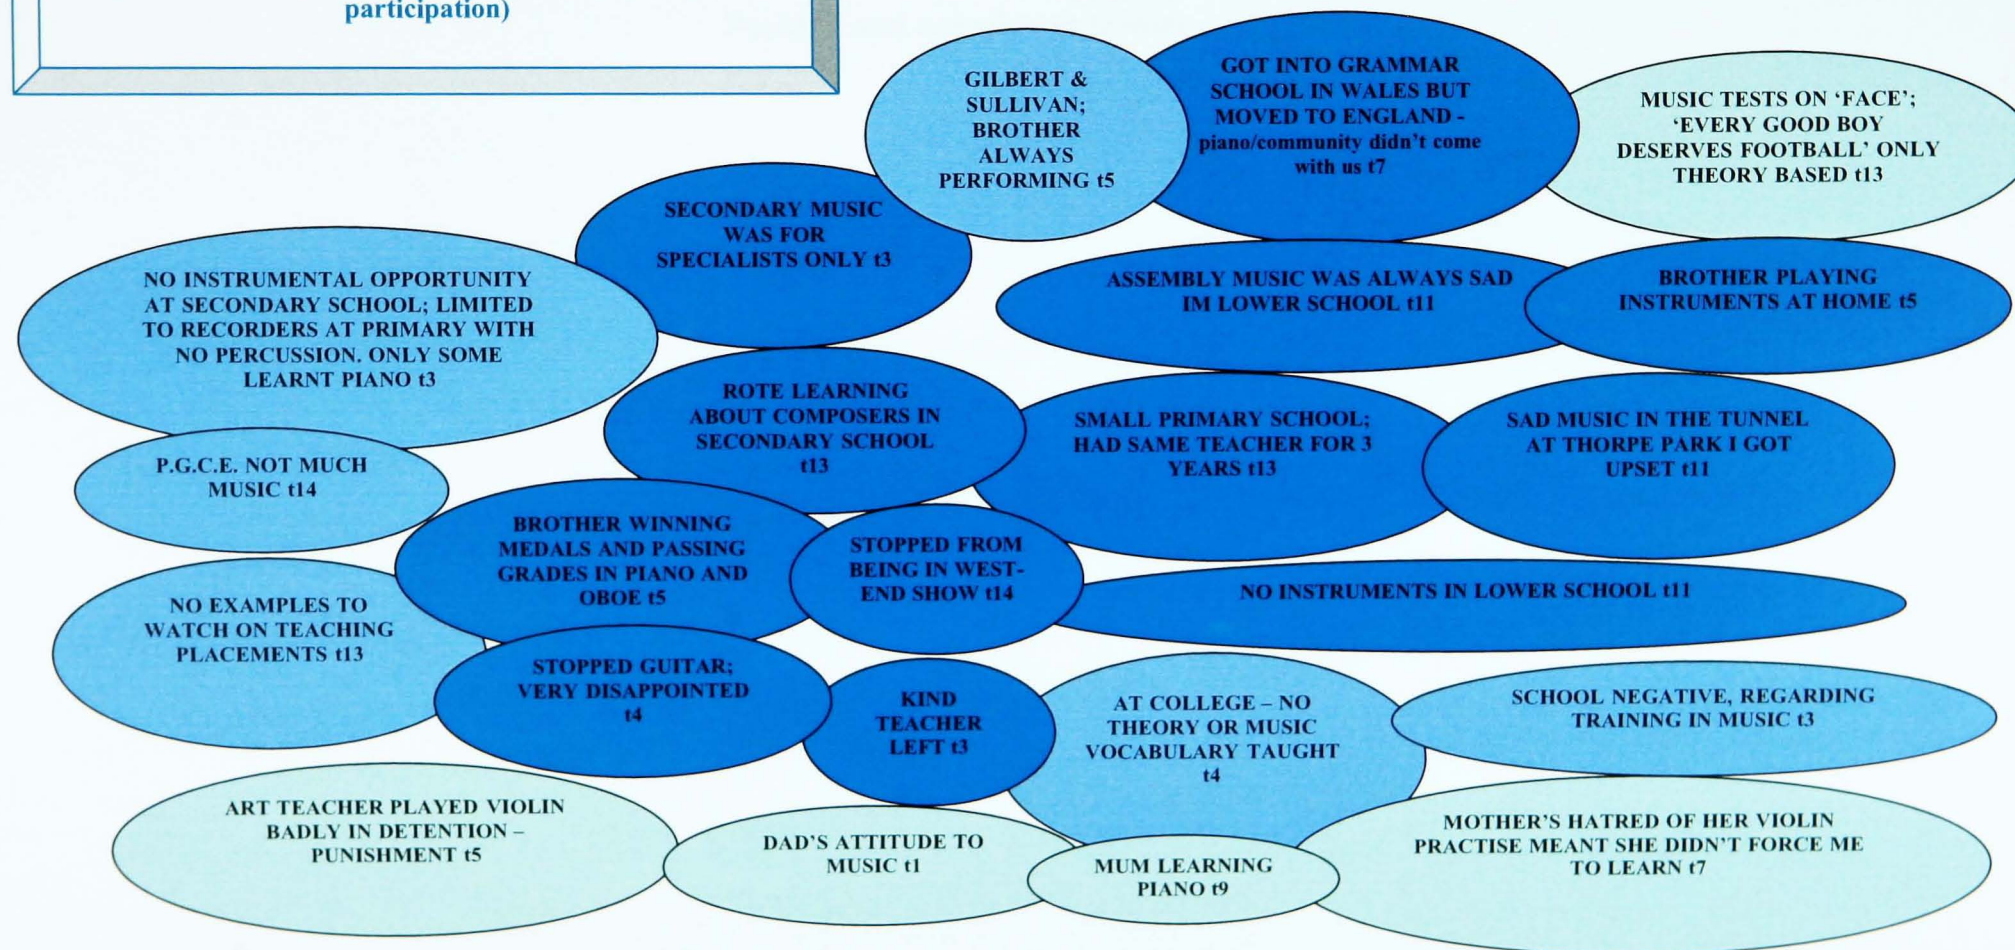 participation)
GILBERT &
SULLIVAN;
BROTHER
ALWAYS
PERFORMING t5
GOT INTO GRAMMAR
SCHOOL IN WALES BUT
MOVED TO ENGLAND -
piano/community didn't come
with us t7
MUSIC TESTS ON ‘FACE’;
‘EVERY GOOD BOY
DESERVES FOOTBALL’ ONLY
THEORY BASED t13
SECONDARY MUSIC
WAS FOR
SPECIALISTS ONLY t3
NO INSTRUMENTAL OPPORTUNITY
AT SECONDARY SCHOOL; LIMITED
TO RECORDERS AT PRIMARY WITH
NO PERCUSSION. ONLY SOME
LEARNT PIANO t3
ASSEMBLY MUSIC WAS ALWAYS SAD
IM LOWER SCHOOL t11
BROTHER PLAYING
INSTRUMENTS AT HOME t5
ROTE LEARNING
ABOUT COMPOSERS IN
SECONDARY SCHOOL
t13
SMALL PRIMARY SCHOOL;
HAD SAME TEACHER FOR 3
YEARS t13
SAD MUSIC IN THE TUNNEL
AT THORPE PARK I GOT
UPSET t11
P.G.C.E. NOT MUCH
MUSIC t14
BROTHER WINNING
MEDALS AND PASSING
GRADES IN PIANO AND
OBOE t5
STOPPED FROM
BEING IN WEST-
END SHOW t14
NO INSTRUMENTS IN LOWER SCHOOL t11
NO EXAMPLES TO
WATCH ON TEACHING
PLACEMENTS t13
STOPPED GUITAR;
VERY DISAPPOINTED
t4
KIND
TEACHER
LEFT t3
AT COLLEGE – NO
THEORY OR MUSIC
VOCABULARY TAUGHT
t4
SCHOOL NEGATIVE, REGARDING
TRAINING IN MUSIC t3
ART TEACHER PLAYED VIOLIN
BADLY IN DETENTION –
PUNISHMENT t5
DAD'S ATTITUDE TO
MUSIC t1
MUM LEARNING
PIANO t9
MOTHER'S HATRED OF HER VIOLIN
PRACTISE MEANT SHE DIDN'T FORCE ME
TO LEARN t7